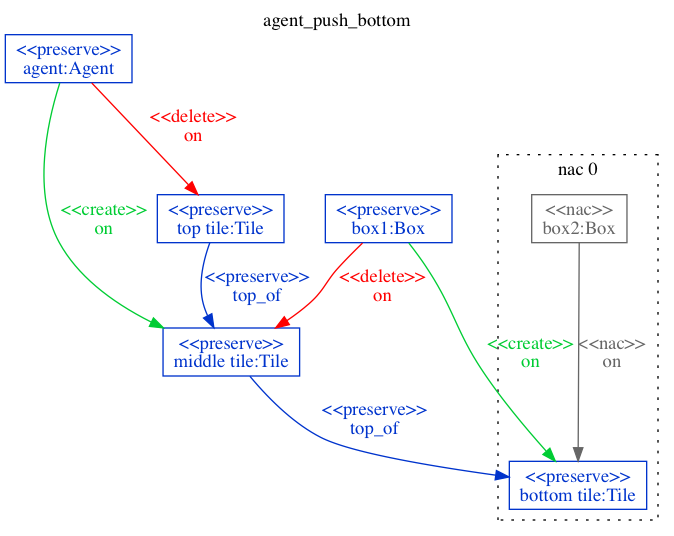 agent_push_bottom
<<preserve>>
agent:Agent
<<delete>>
on
nac 0
<<create>>
on
<<preserve>>
top tile:Tile
<<preserve>>
box1:Box
<<nac>>
box2:Box
<<preserve>>
top_of
<<delete>>
on
<<preserve>>
middle tile:Tile
<<create>>
on
<<nac>>
on
<<preserve>>
top_of
<<preserve>>
bottom tile:Tile